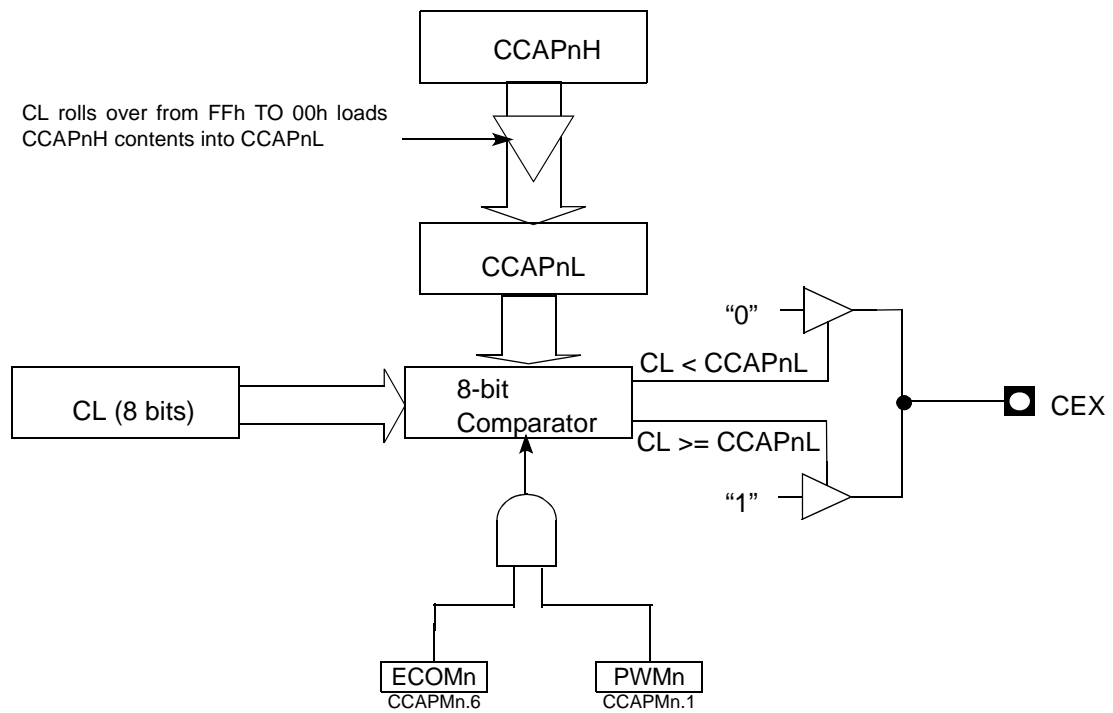 CCAPnH
CL rolls over from FFh TO 00h loads
CCAPnH contents into CCAPnL
CCAPnL
“0”
CL < CCAPnL
CL (8 bits)
8-bit
Comparator
CEX
CL >= CCAPnL
“1”
ECOMn
CCAPMn.6
PWMn
CCAPMn.1